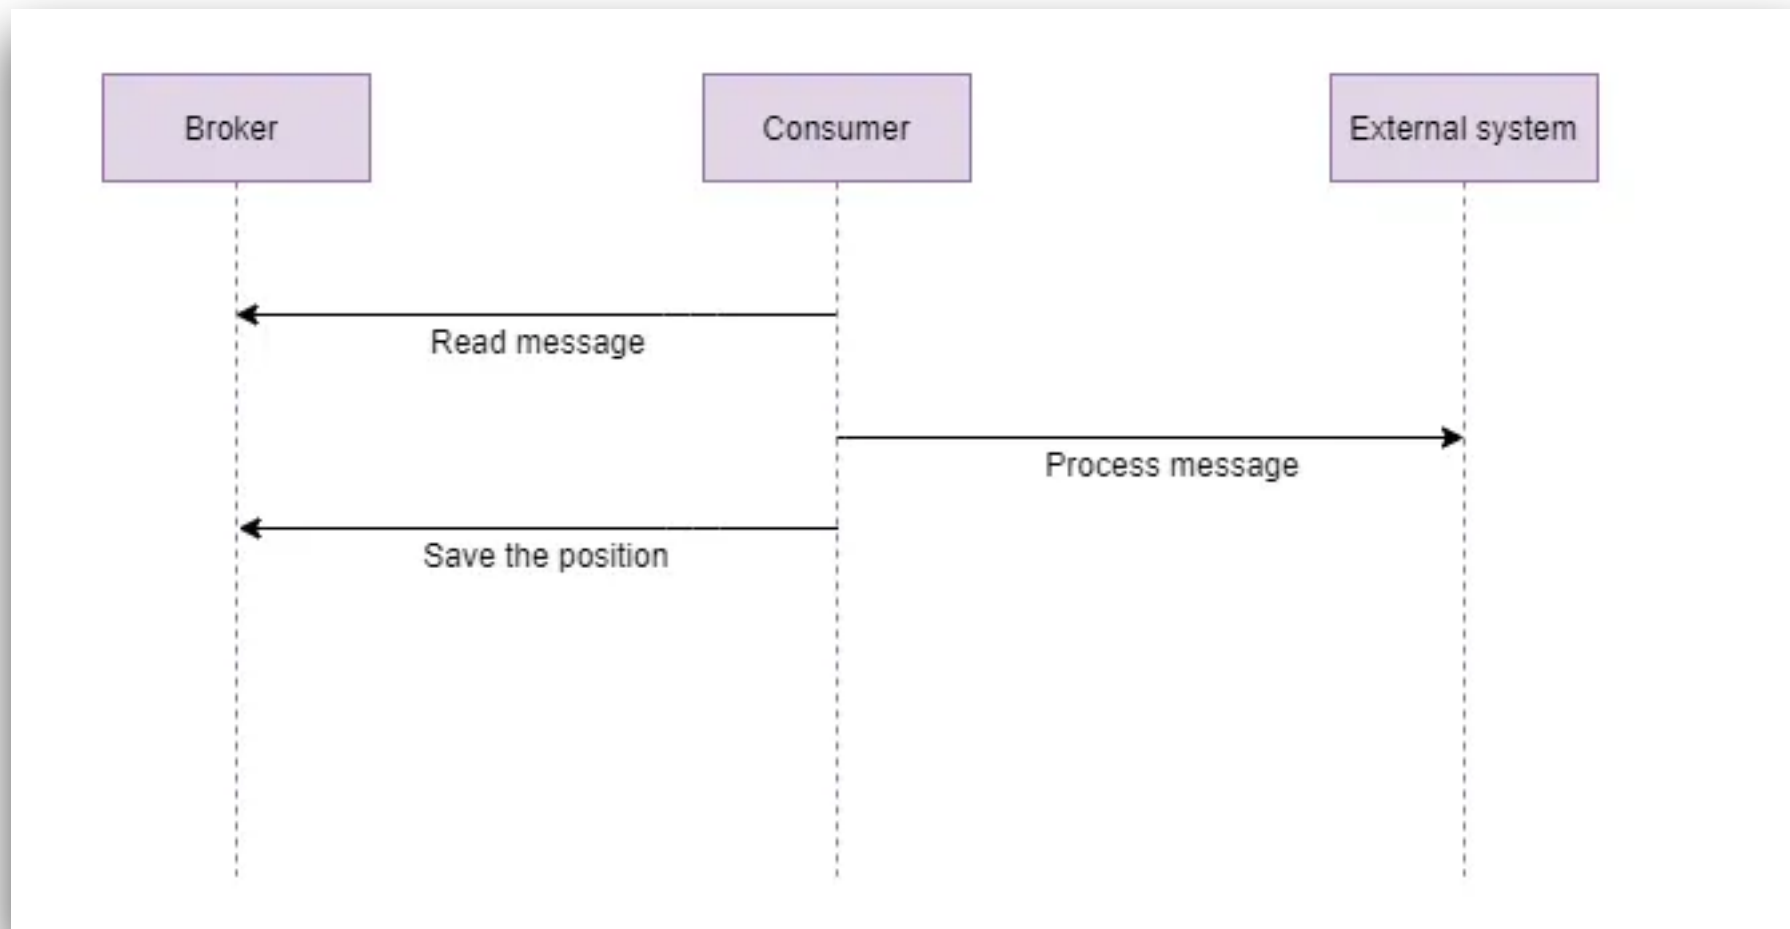 Broker
Consumer
External system
Read message
Process message
Save the position